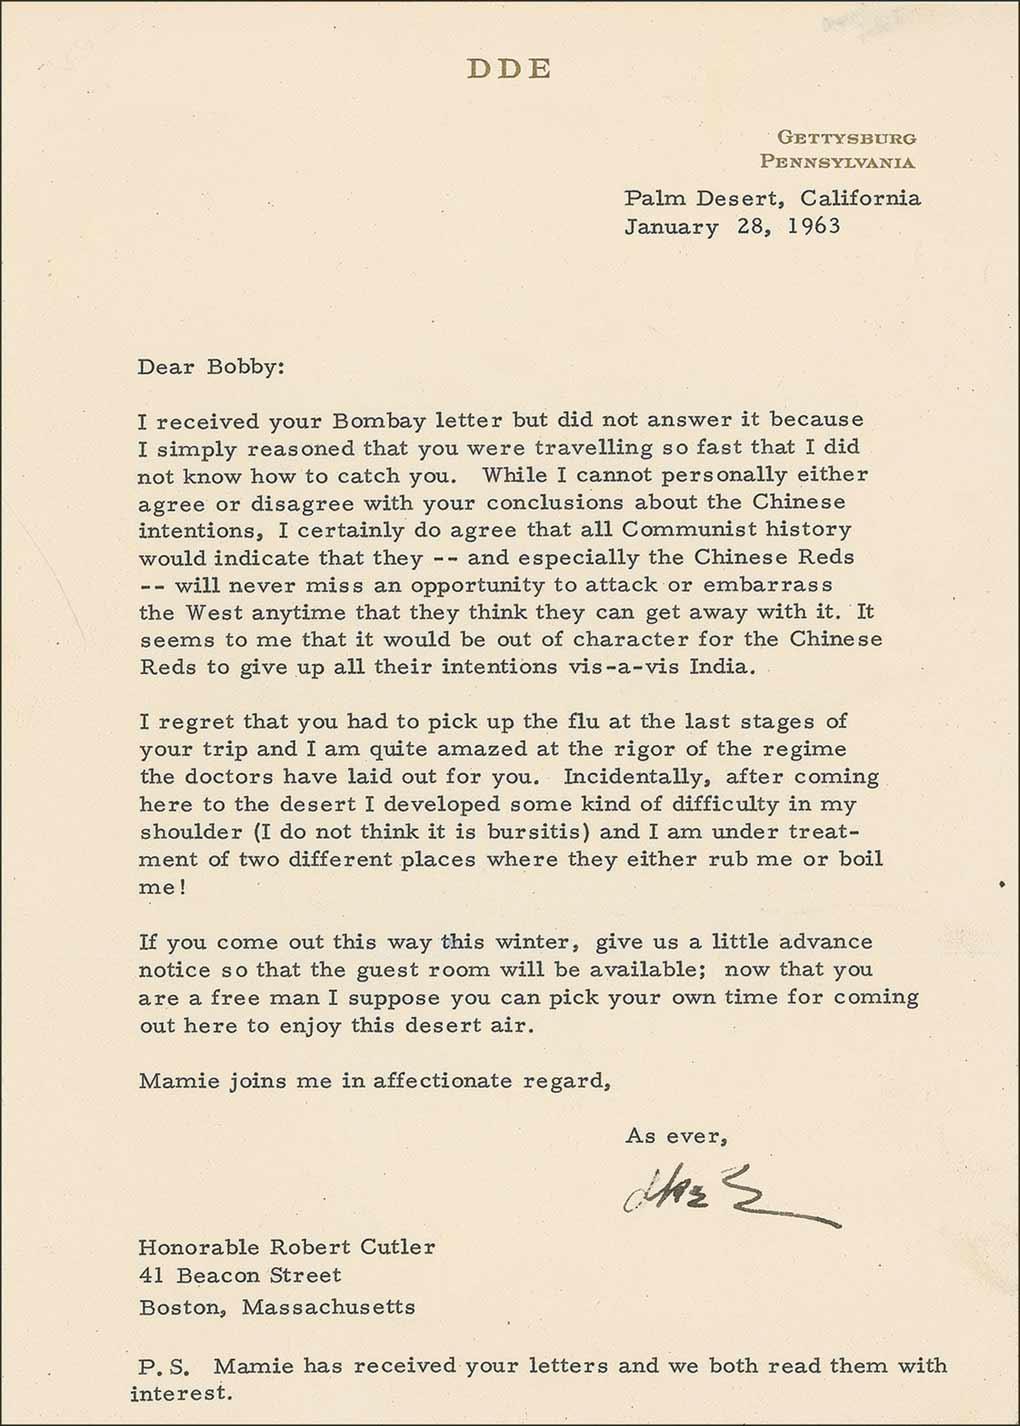 DDE
GETTYSBURG
PENNSYLVANIA
Palm Desert, California
January 28, 1963
Dear Bobby:
I received your Bombay letter but did not answer it because
I simply reasoned that you were travelling so fast that I did
not know how to catch you. While I cannot personally either
agree or disagree with your conclusions about the Chinese
intentions, I certainly do agree that all Communist history
would indicate that they -- and especially the Chinese Reds
-- will never miss an opportunity to attack or embarrass
the West anytime that they think they can get away with it. It
seems to me that it would be out of character for the Chinese
Reds to give up all their intentions vis-a-vis India.
I regret that you had to pick up the flu at the last stages of
your trip and I am quite amazed at the rigor of the regime
the doctors have laid out for you. Incidentally, after coming
here to the desert I developed some kind of difficulty in my
shoulder (I do not think it is bursitis) and I am under treat-
ment of two different places where they either rub me or boil
me!
If you come out this way this winter, give us a little advance
notice so that the guest room will be available; now that you
are a free man I suppose you can pick your own time for coming
out here to enjoy this desert air.
Mamie joins me in affectionate regard,
As ever,
Honorable Robert Cutler
41 Beacon Street
Boston, Massachusetts
P.S. Mamie has received your letters and we both read them with
interest.